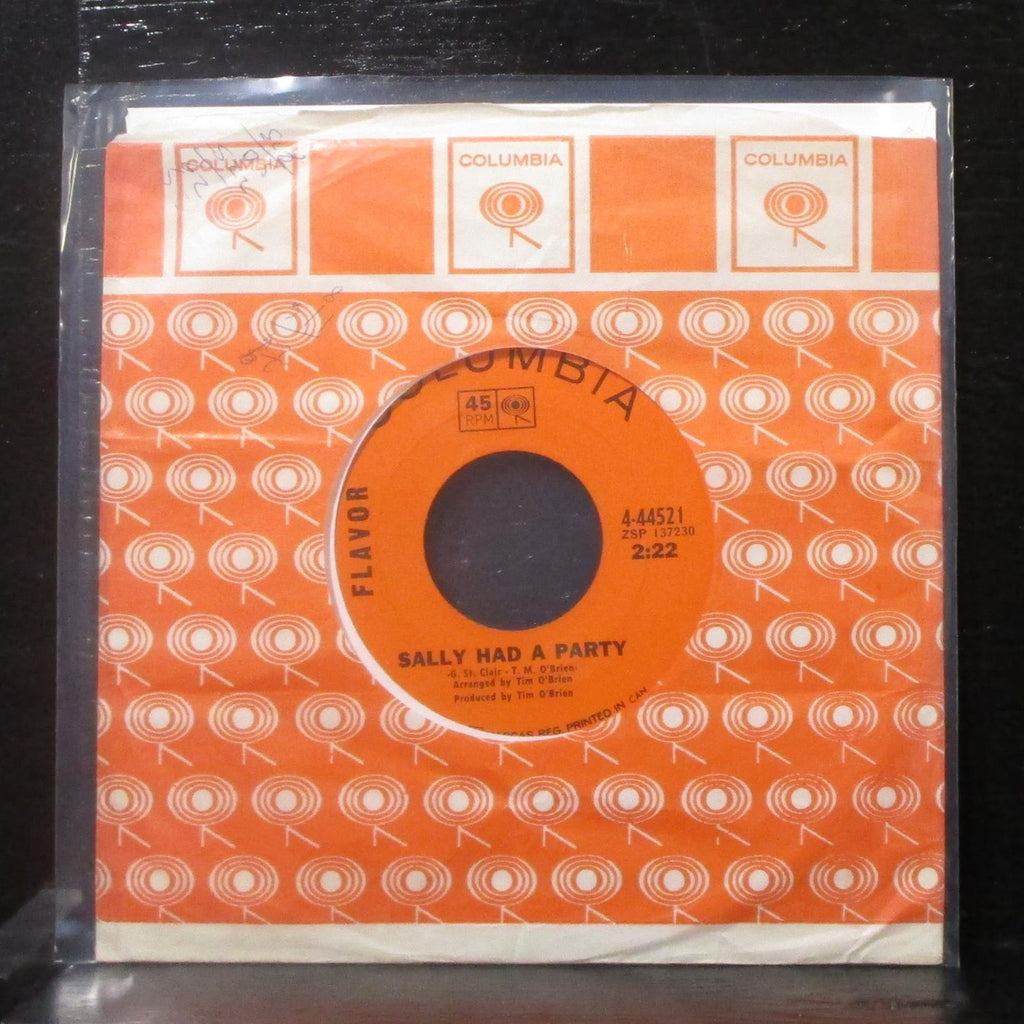 COLUMBIA COLUMBIA COLUMBIA
COLUMBIA
45
RPM
FLAVOR
4-44521
ZSP 137230
2:22
SALLY HAD A PARTY
-G. St. Clair - T. M. O'Brien-
Arranged by Tim O'Brien
Produced by Tim O'Brien
REG. PRINTED IN CAN